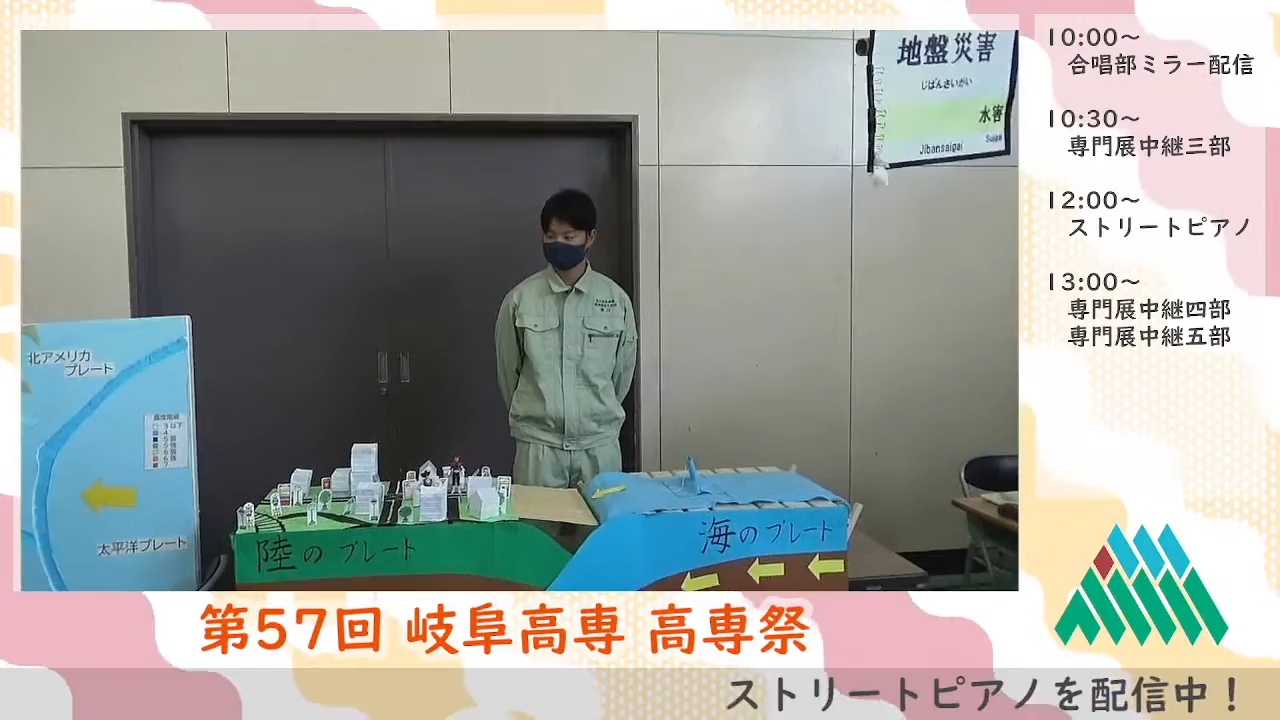 地盤災害
じばんさいがい
水害
Jibansaigai
北アメリカ
プレート
太平洋プレート
陸のプレート
海のプレート
10:00～
合唱部ミラー配信
10:30～
専門展中継三部
12:00～
ストリートピアノ
13:00～
専門展中継四部
専門展中継五部
第57回 岐阜高専 高専祭
ストリートピアノを配信中！